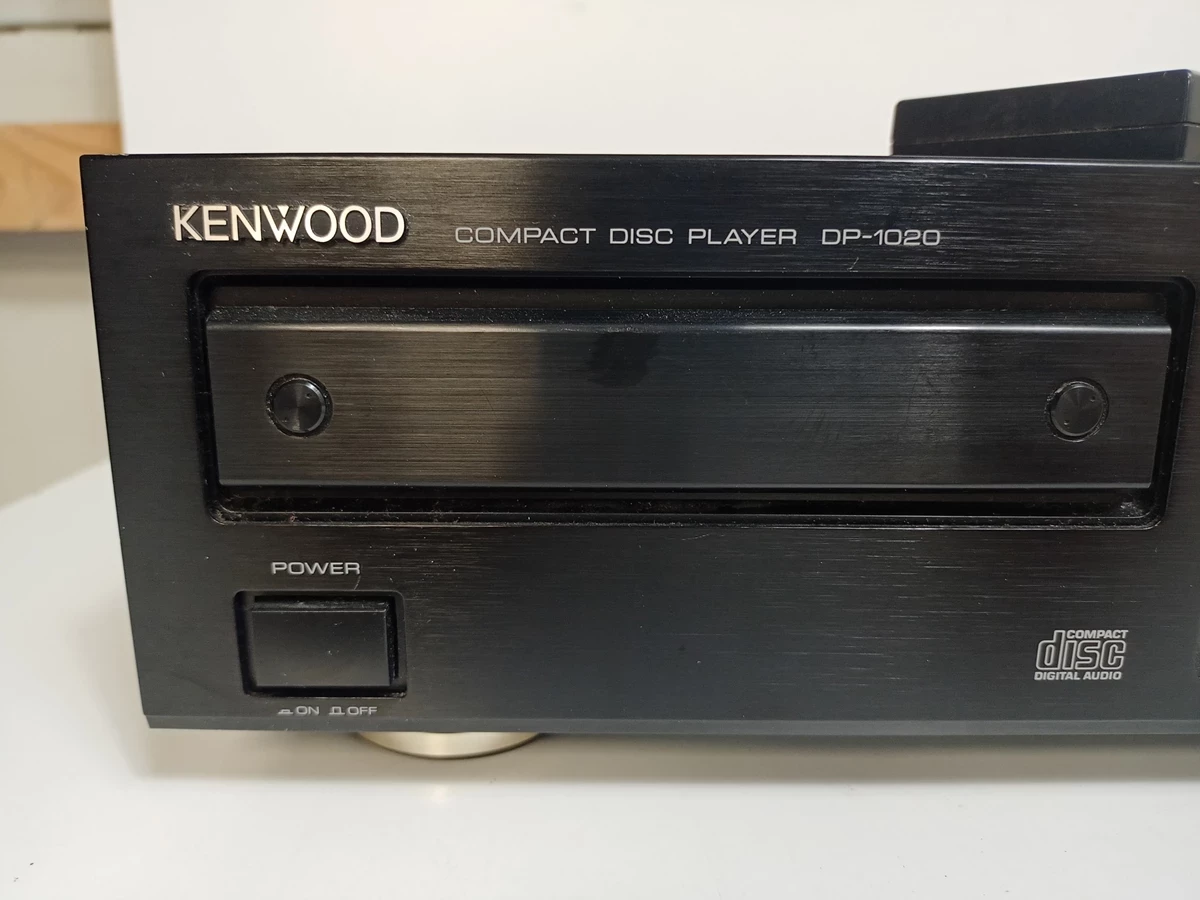 KENWOOD COMPACT DISC PLAYER DP-1020
POWER
ON OFF
COMPACT
disc
DIGITAL AUDIO